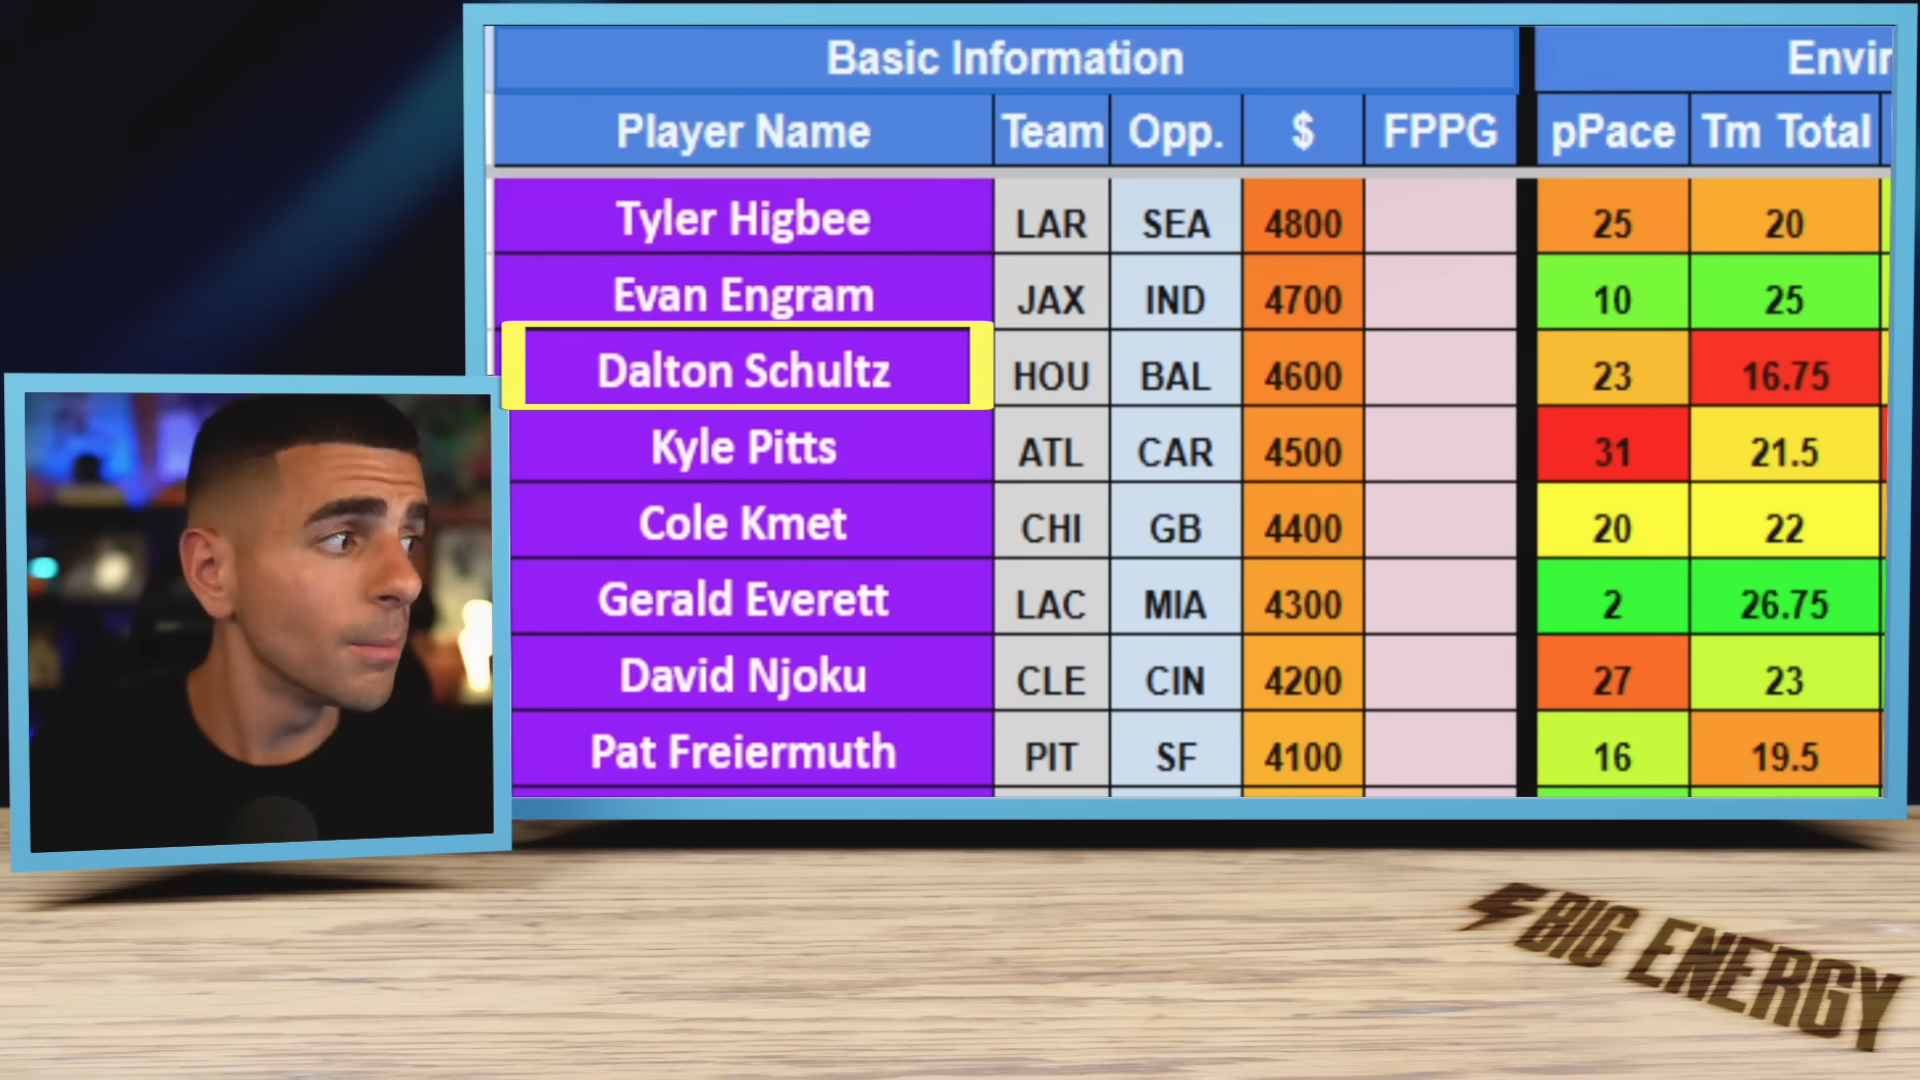 Basic Information
Envir
Player Name Team Opp. $ FPPG pPace Tm Total
Tyler Higbee LAR SEA 4800 25 20
Evan Engram JAX IND 4700 10 25
Dalton Schultz HOU BAL 4600 23 16.75
Kyle Pitts ATL CAR 4500 31 21.5
Cole Kmet CHI GB 4400 20 22
Gerald Everett LAC MIA 4300 2 26.75
David Njoku CLE CIN 4200 27 23
Pat Freiermuth PIT SF 4100 16 19.5
BIG ENERGY